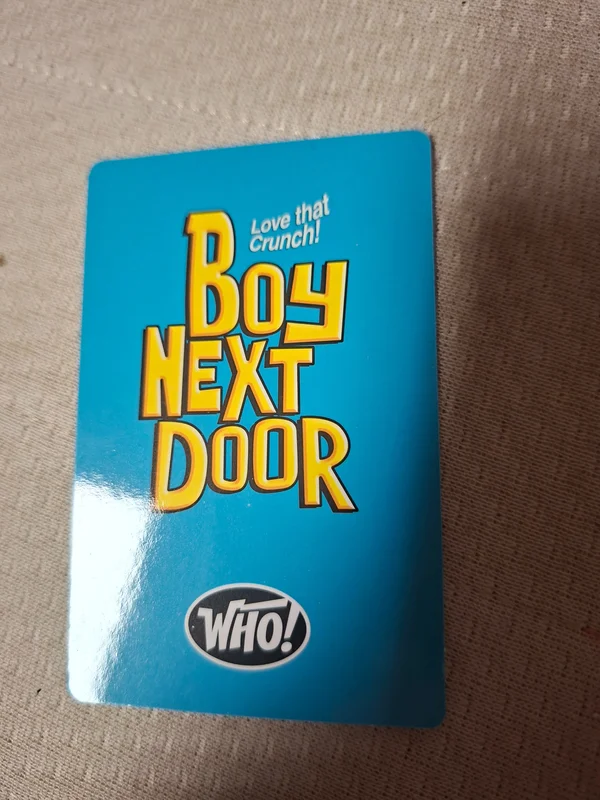 Love that
Crunch!
BOY
NEXT
DOOR
WHO!